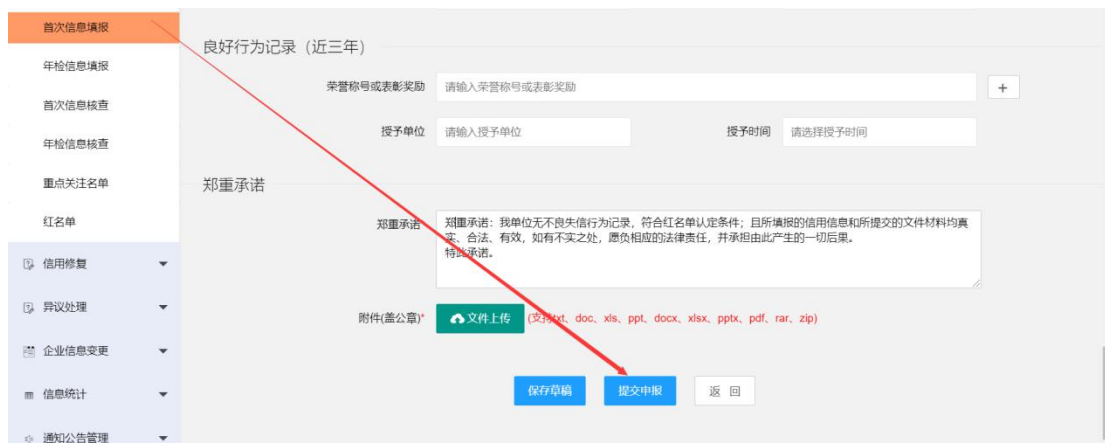 首次信息填报
年检信息填报
首次信息核查
年检信息核查
重点关注名单
红名单
信用修复
异议处理
企业信息变更
信息统计
通知公告管理
良好行为记录（近三年）
荣誉称号或表彰奖励 请输入荣誉称号或表彰奖励 +
授予单位 请输入授予单位 授予时间 请选择授予时间
郑重承诺
郑重承诺 郑重承诺：我单位无不良失信行为记录，符合红名单认定条件；且所填报的信用信息和所提交的文件材料均真
实、合法、有效，如有不实之处，愿负相应的法律责任，并承担由此产生的一切后果。
特此承诺。
附件(盖公章)* 文件上传 (支持txt、doc、xls、ppt、docx、xlsx、pptx、pdf、rar、zip)
保存草稿 提交申报 返 回